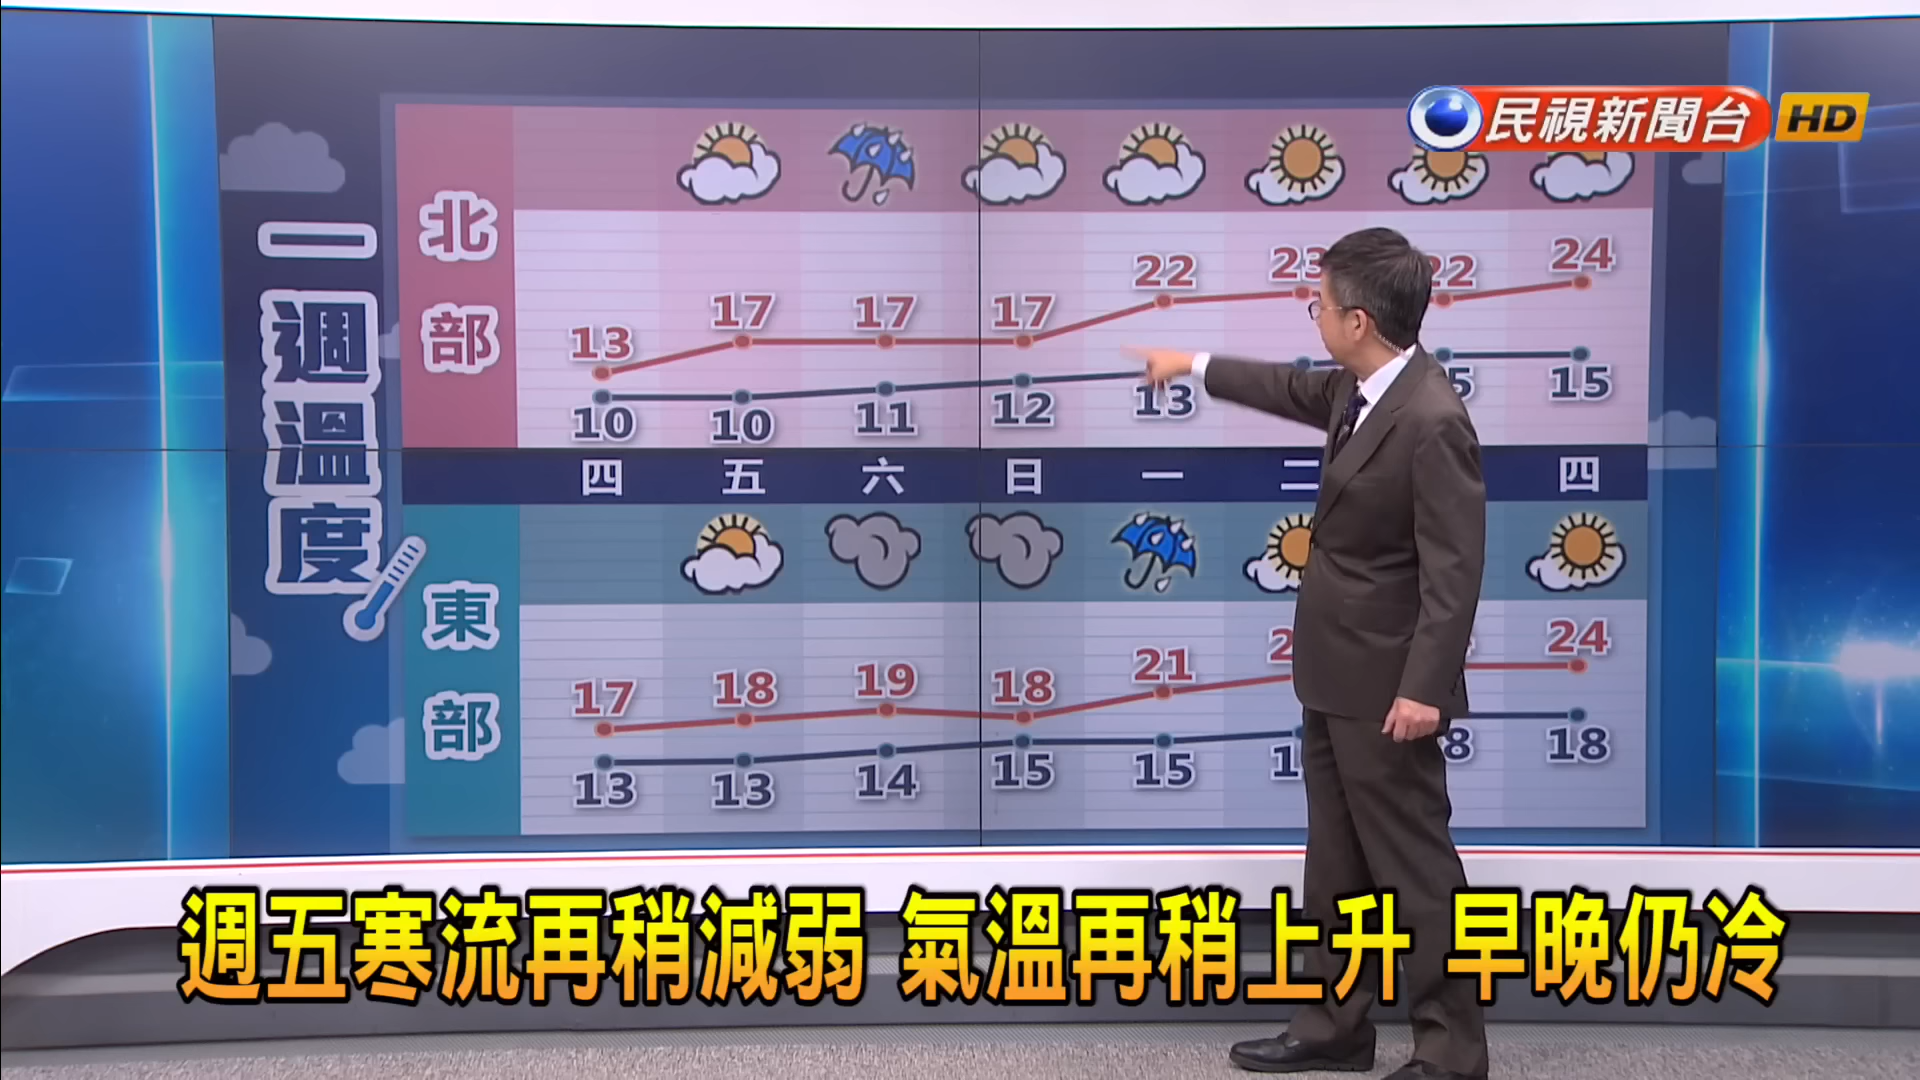 民視新聞台 HD
一週溫度
北部
13 17 17 17 22 23 22 24
10 10 11 12 13 15
四 五 六 日 一 二 四
東部
17 18 19 18 21 24
13 13 14 15 15 18
週五寒流再稍減弱 氣溫再稍上升 早晚仍冷